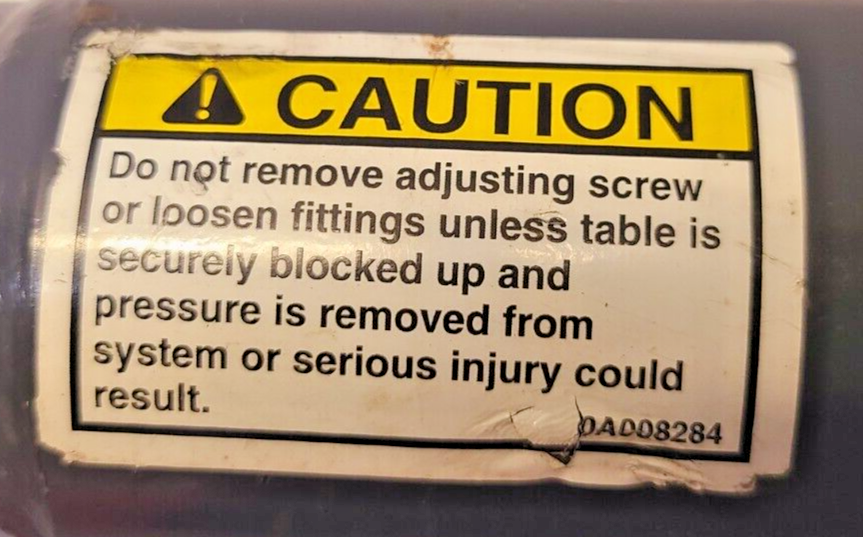 CAUTION
Do not remove adjusting screw
or loosen fittings unless table is
securely blocked up and
pressure is removed from
system or serious injury could
result.
0A008284